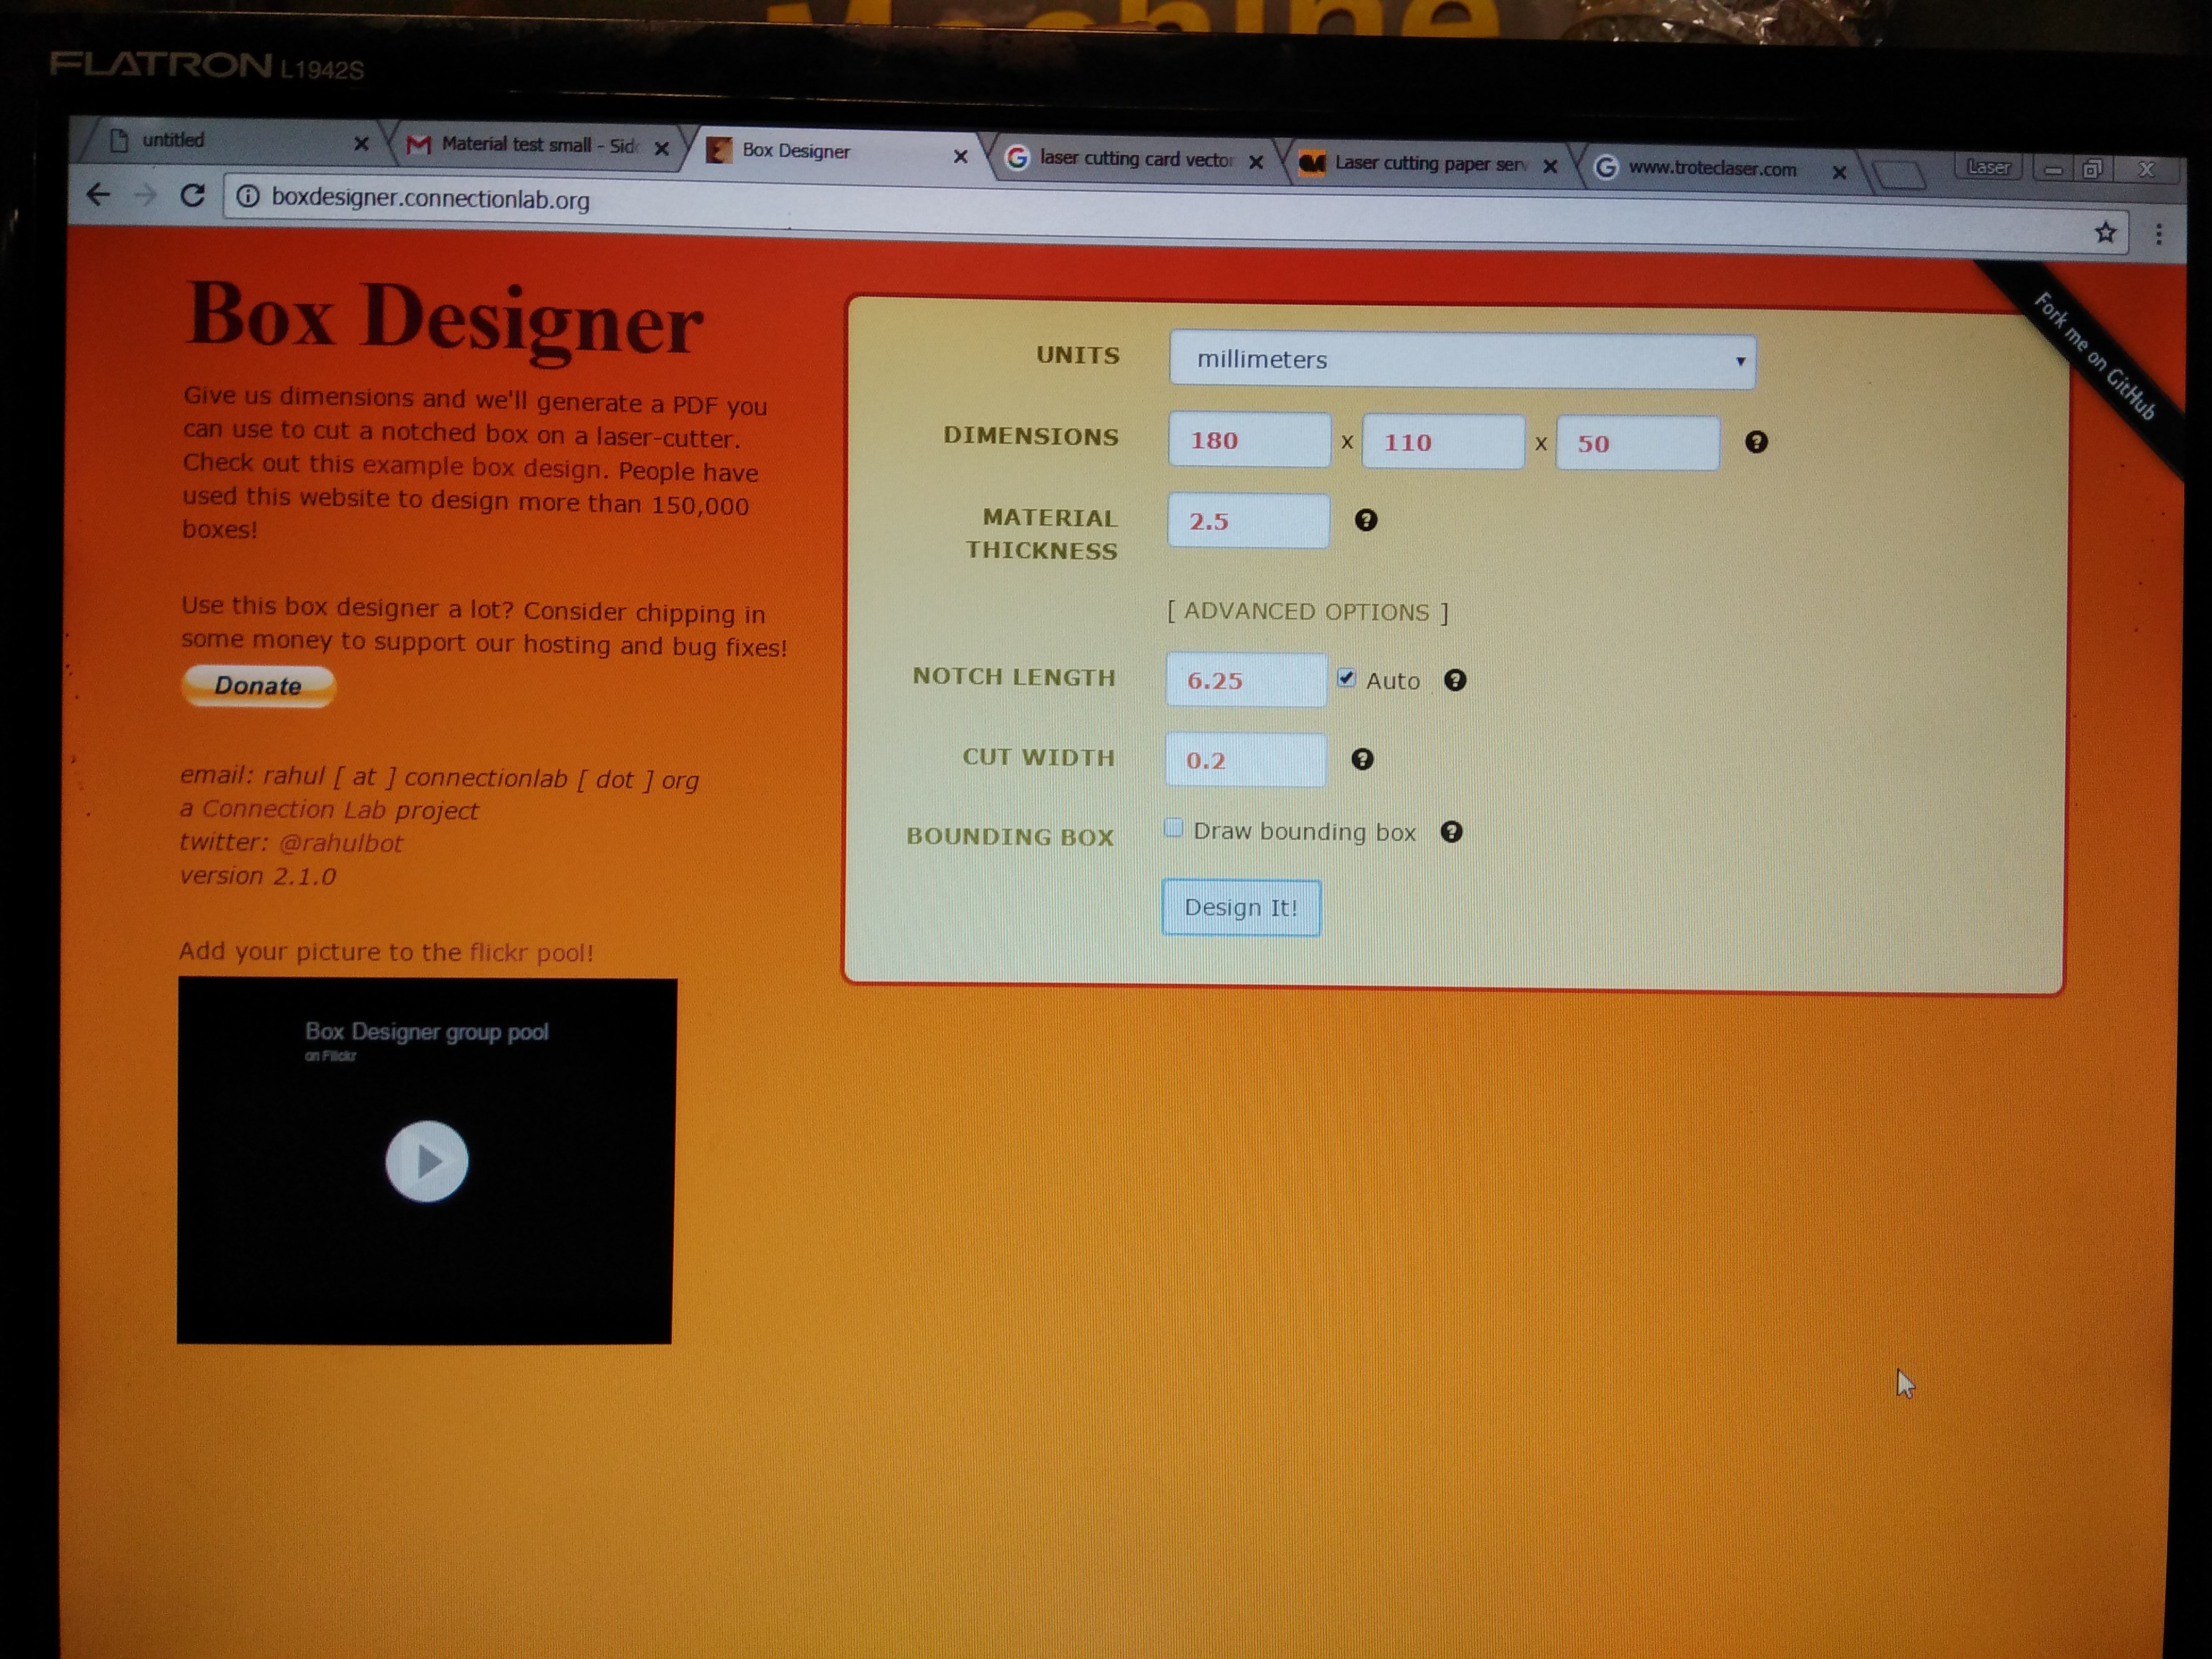 Machine
FLATRON L1942S
untitled
Material test small - Sid
Box Designer
laser cutting card vector
Laser cutting paper serv
www.troteclaser.com
Laser
boxdesigner.connectionlab.org
Fork me on GitHub
Box Designer
Give us dimensions and we'll generate a PDF you
can use to cut a notched box on a laser-cutter.
Check out this example box design. People have
used this website to design more than 150,000
boxes!
Use this box designer a lot? Consider chipping in
some money to support our hosting and bug fixes!
Donate
email: rahul [ at ] connectionlab [ dot ] org
a Connection Lab project
twitter: @rahulbot
version 2.1.0
Add your picture to the flickr pool!
Box Designer group pool
on Flickr
UNITS millimeters
DIMENSIONS 180 x 110 x 50 ?
MATERIAL
THICKNESS 2.5 ?
[ ADVANCED OPTIONS ]
NOTCH LENGTH 6.25 Auto ?
CUT WIDTH 0.2 ?
BOUNDING BOX Draw bounding box ?
Design It!